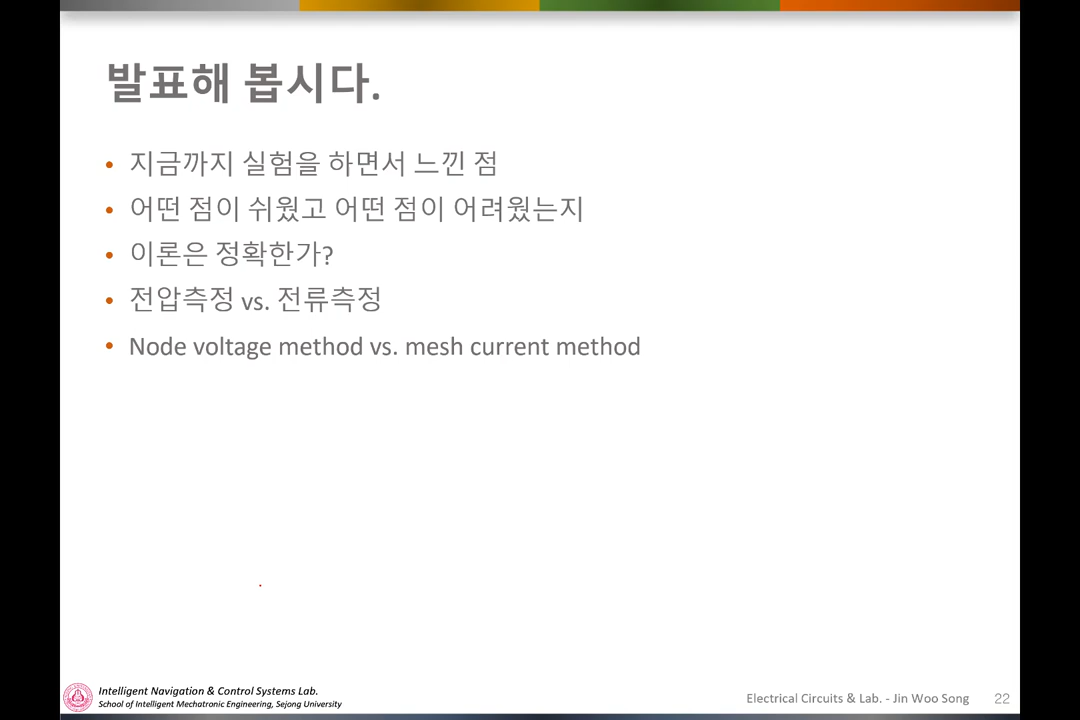 발표해 봅시다.
• 지금까지 실험을 하면서 느낀 점
• 어떤 점이 쉬웠고 어떤 점이 어려웠는지
• 이론은 정확한가?
• 전압측정 vs. 전류측정
• Node voltage method vs. mesh current method
Intelligent Navigation & Control Systems Lab.
School of Intelligent Mechatronic Engineering, Sejong University
Electrical Circuits & Lab. - Jin Woo Song 22